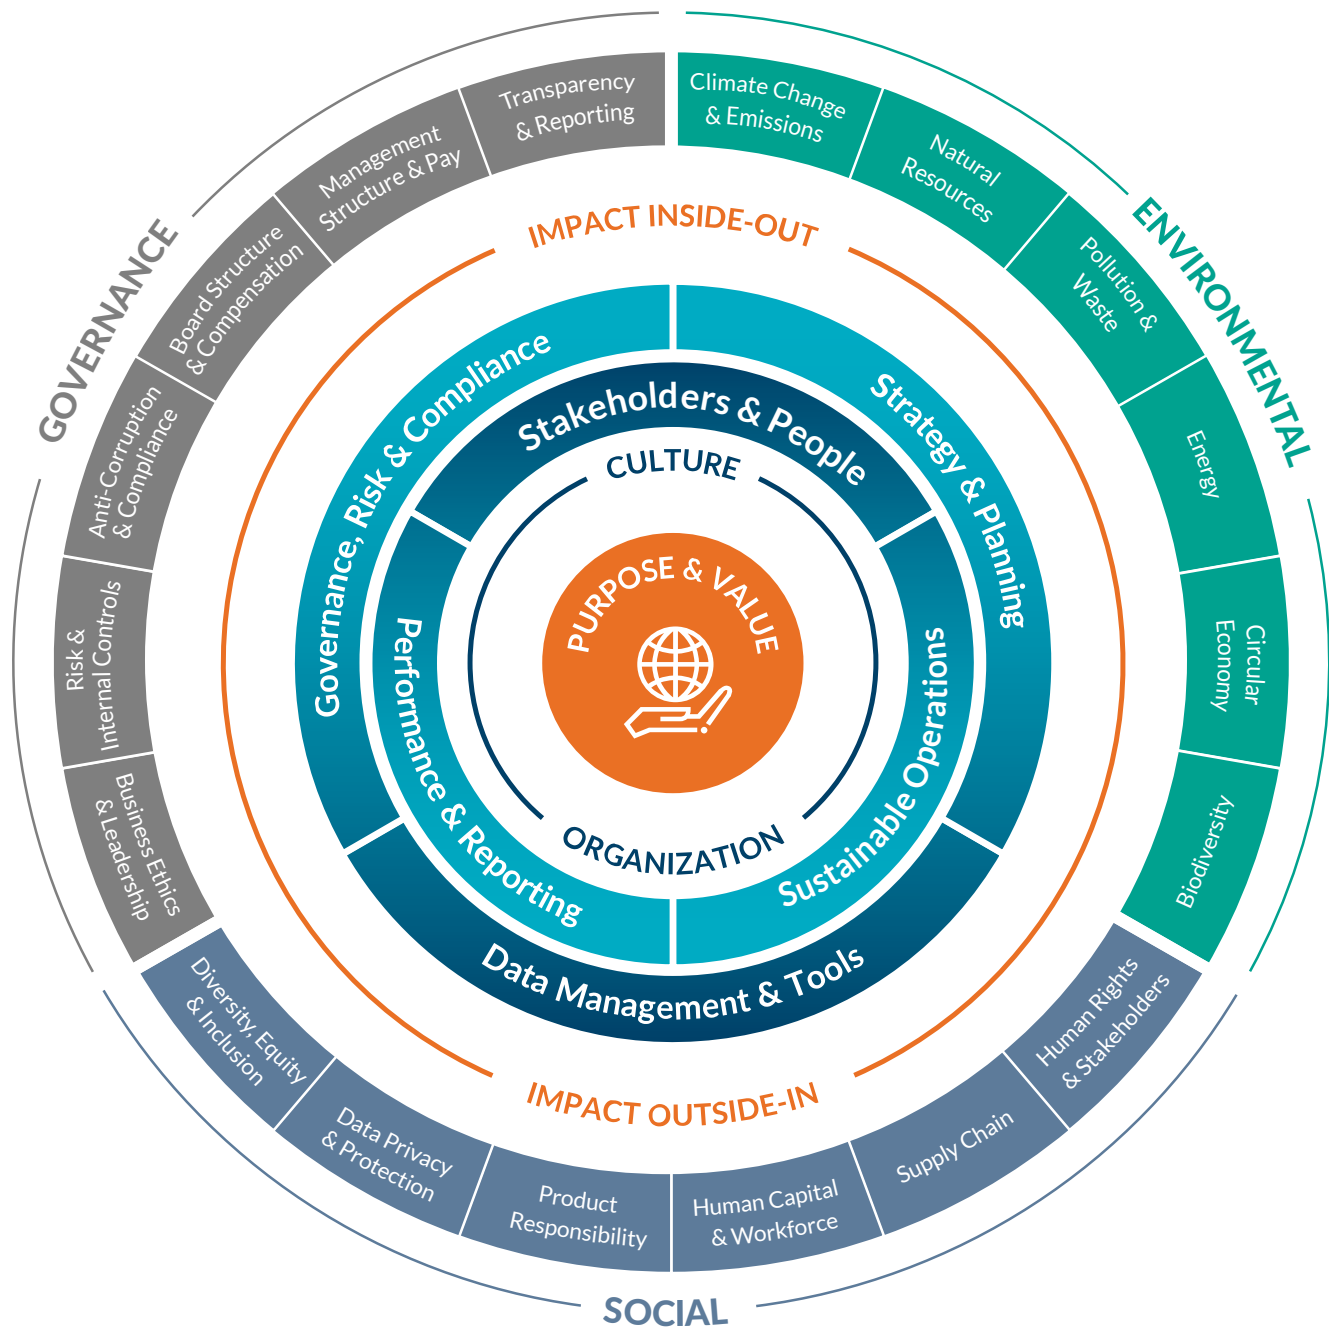 ENVIRONMENTAL
Climate Change
& Emissions
Natural
Resources
Pollution &
Waste
Energy
Circular
Economy
Biodiversity
SOCIAL
Human Rights
& Stakeholders
Supply Chain
Human Capital
& Workforce
Product
Responsibility
Data Privacy
& Protection
Diversity, Equity
& Inclusion
GOVERNANCE
Business Ethics
& Leadership
Risk &
Internal Controls
Anti-Corruption
& Compliance
Board Structure
& Compensation
Management
Structure & Pay
Transparency
& Reporting
IMPACT INSIDE-OUT
IMPACT OUTSIDE-IN
Governance, Risk & Compliance
Strategy & Planning
Data Management & Tools
Stakeholders & People
Sustainable Operations
Performance & Reporting
CULTURE
ORGANIZATION
PURPOSE & VALUE